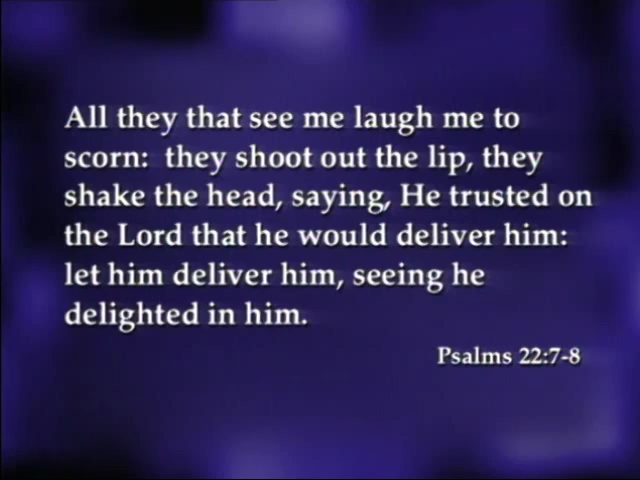 All they that see me laugh me to
scorn:  they shoot out the lip, they
shake the head, saying, He trusted on
the Lord that he would deliver him:
let him deliver him, seeing he
delighted in him.
Psalms 22:7-8